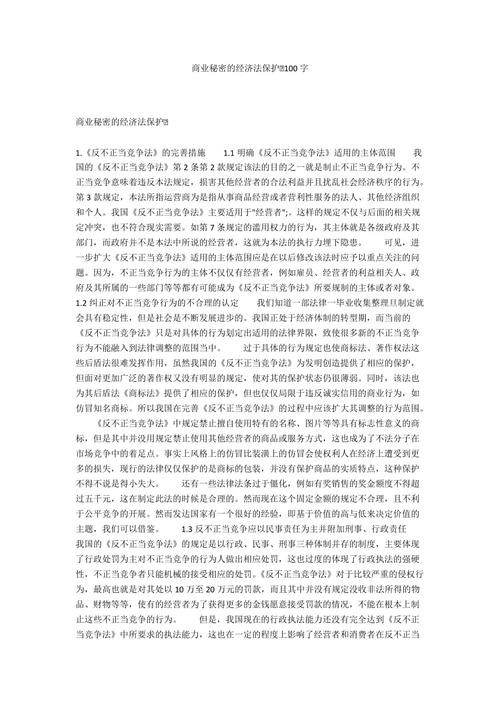 商业秘密的经济法保护⍰100 字
商业秘密的经济法保护⍰
1.《反不正当竞争法》的完善措施 1.1 明确《反不正当竞争法》适用的主体范围 我
国的《反不正当竞争法》第 2 条第 2 款规定该法的目的之一就是制止不正当竞争行为。不
正当竞争意味着违反本法规定，损害其他经营者的合法利益并且扰乱社会经济秩序的行为。
第 3 款规定，本法所指运营商为是指从事商品经营或者营利性服务的法人、其他经济组织
和个人。我国《反不正当竞争法》主要适用于"经营者";。这样的规定不仅与后面的相关规
定冲突，也不符合现实需要。如第 7 条规定的滥用权力的行为，其主体就是各级政府及其
部门，而政府并不是本法中所说的经营者，这就为本法的执行力埋下隐患。 可见，进
一步扩大《反不正当竞争法》适用的主体范围应是在以后修改该法时应予以重点关注的问
题。因为，不正当竞争行为的主体不仅仅有经营者，例如雇员、经营者的利益相关人、政
府及其所属的一些部门等等都有可能成为《反不正当竞争法》所要规制的主体或者对象。
1.2 纠正对不正当竞争行为的不合理的认定 我们知道一部法律一毕业收集整理旦制定就
会具有稳定性，但是社会是不断发展进步的。我国正处于经济体制的转型期，而当前的
《反不正当竞争法》只是对具体的行为划定出适用的法律界限，致使很多新的不正当竞争
行为不能融入到法律调整的范围当中。 过于具体的行为规定也使商标法、著作权法这
些后盾法很难发挥作用，虽然我国的《反不正当竞争法》为发明创造提供了相应的保护，
但面对更加广泛的著作权又没有明显的规定，使对其的保护状态仍很薄弱。同时，该法也
为其后盾法《商标法》提供了相应的保护，但也仅仅局限于违反诚实信用的商业行为，如
仿冒知名商标。所以我国在完善《反不正当竞争法》的过程中应该扩大其调整的行为范围。
《反不正当竞争法》中规定禁止擅自使用特有的名称、图片等等具有标志性意义的商
标，但是其中并没用规定禁止使用其他经营者的商品或服务方式，这也成为了不法分子在
市场竞争中的着足点。事实上风格上的仿冒比装潢上的仿冒会使权利人在经济上遭受到更
多的损失，现行的法律仅仅保护的是商标的包装，并没有保护商品的实质特点，这种保护
不得不说是得小失大。 还有一些法律条过于僵化，例如有奖销售的奖金额度不得超
过五千元，这在制定此法的时候是合理的。然而现在这个固定金额的规定不合理，且不利
于公平竞争的开展。然而发达国家有一个很好的经验，即基于价值的高与低来决定价值的
主题，我们可以借鉴。 1.3 反不正当竞争应以民事责任为主并附加刑事、行政责任
我国的《反不正当竞争法》的规定是以行政、民事、刑事三种体制并存的制度，主要体现
了行政处罚为主对不正当竞争的行为人做出相应处罚，这也过度的体现了行政执法的强硬
性，不正当竞争者只能机械的接受相应的处罚。《反不正当竞争法》对于比较严重的侵权行
为，最高也就是对其处以 10 万至 20 万元的罚款，而且其中并没有规定没收非法所得的物
品、财物等等，使有的经营者为了获得更多的金钱愿意接受罚款的情况，不能在根本上制
止这些不正当竞争的行为。 但是，我国现在的行政执法能力还没有完全达到《反不正
当竞争法》中所要求的执法能力，这也在一定的程度上影响了经营者和消费者在反不正当